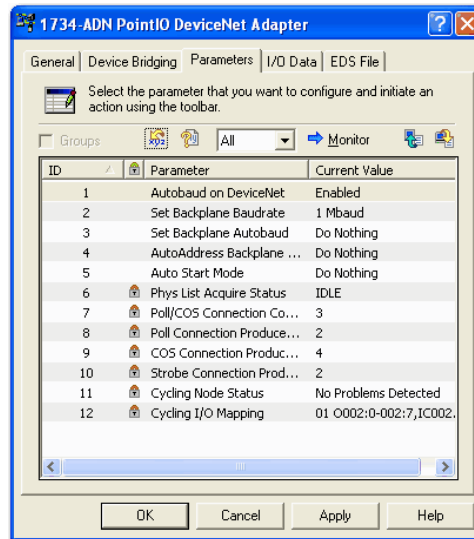 1734-ADN PointIO DeviceNet Adapter
General Device Bridging Parameters I/O Data EDS File
Select the parameter that you want to configure and initiate an
action using the toolbar.
Groups All Monitor
ID Parameter Current Value
1 Autobaud on DeviceNet Enabled
2 Set Backplane Baudrate 1 Mbaud
3 Set Backplane Autobaud Do Nothing
4 AutoAddress Backplane ... Do Nothing
5 Auto Start Mode Do Nothing
6 Phys List Acquire Status IDLE
7 Poll/COS Connection Co... 3
8 Poll Connection Produce... 2
9 COS Connection Produc... 4
10 Strobe Connection Prod... 2
11 Cycling Node Status No Problems Detected
12 Cycling I/O Mapping 01 O002:0-002:7,IC002.
OK Cancel Apply Help